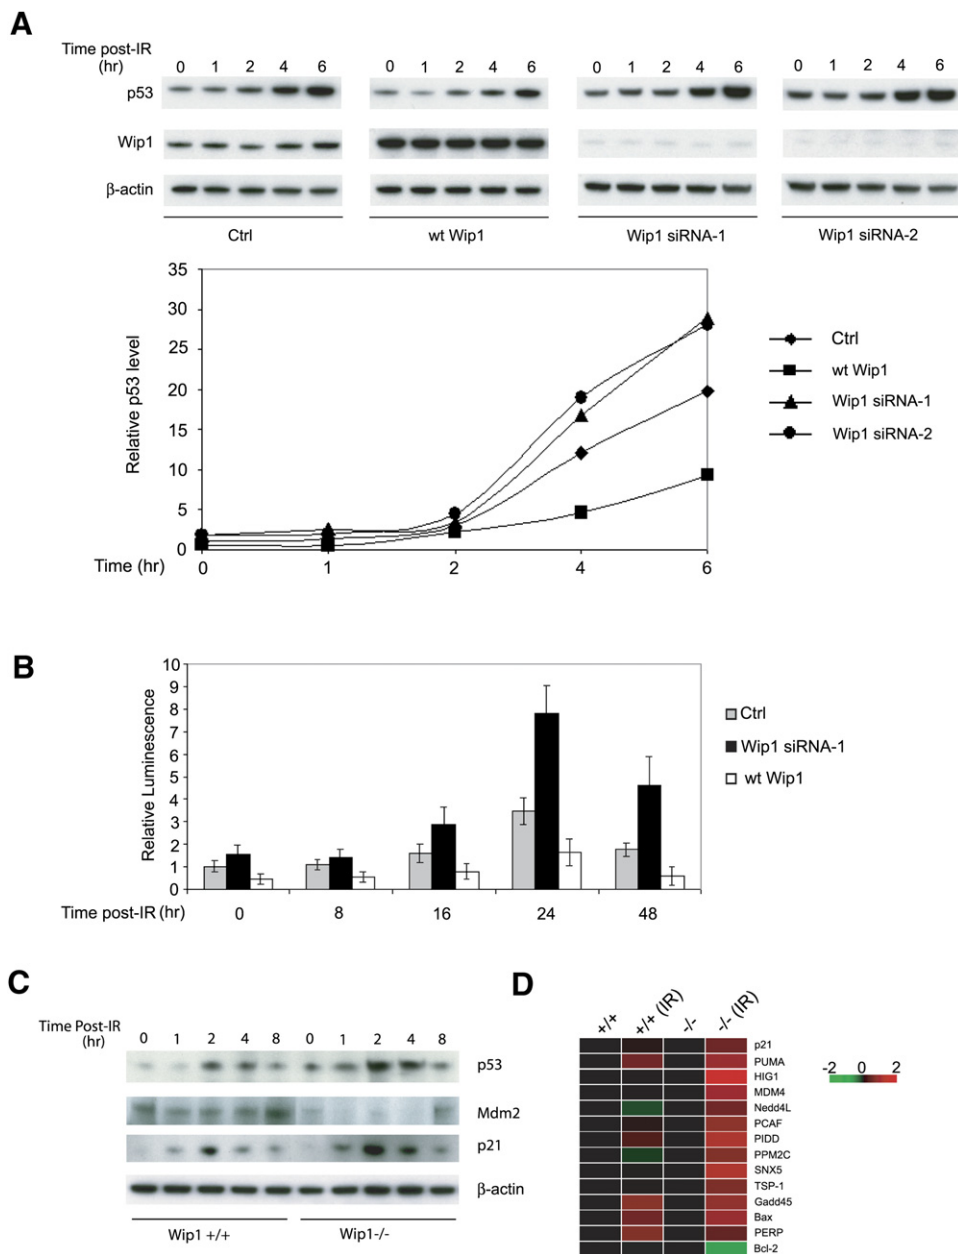 A
Time post-IR
(hr)
0 1 2 4 6 0 1 2 4 6 0 1 2 4 6 0 1 2 4 6
p53
Wip1
β-actin
Ctrl wt Wip1 Wip1 siRNA-1 Wip1 siRNA-2
35
30
25
20
15
10
5
0
Relative p53 level
Time (hr) 0 1 2 4 6
Ctrl
wt Wip1
Wip1 siRNA-1
Wip1 siRNA-2
B
10
9
8
7
6
5
4
3
2
1
0
Relative Luminescence
Time post-IR (hr) 0 8 16 24 48
Ctrl
Wip1 siRNA-1
wt Wip1
C
Time Post-IR
(hr)
0 1 2 4 8 0 1 2 4 8
p53
Mdm2
p21
β-actin
Wip1 +/+ Wip1-/-
D
+/+ +/+ (IR) -/- -/- (IR)
p21
PUMA
HIG1
MDM4
Nedd4L
PCAF
PIDD
PPM2C
SNX5
TSP-1
Gadd45
Bax
PERP
Bcl-2
-2 0 2